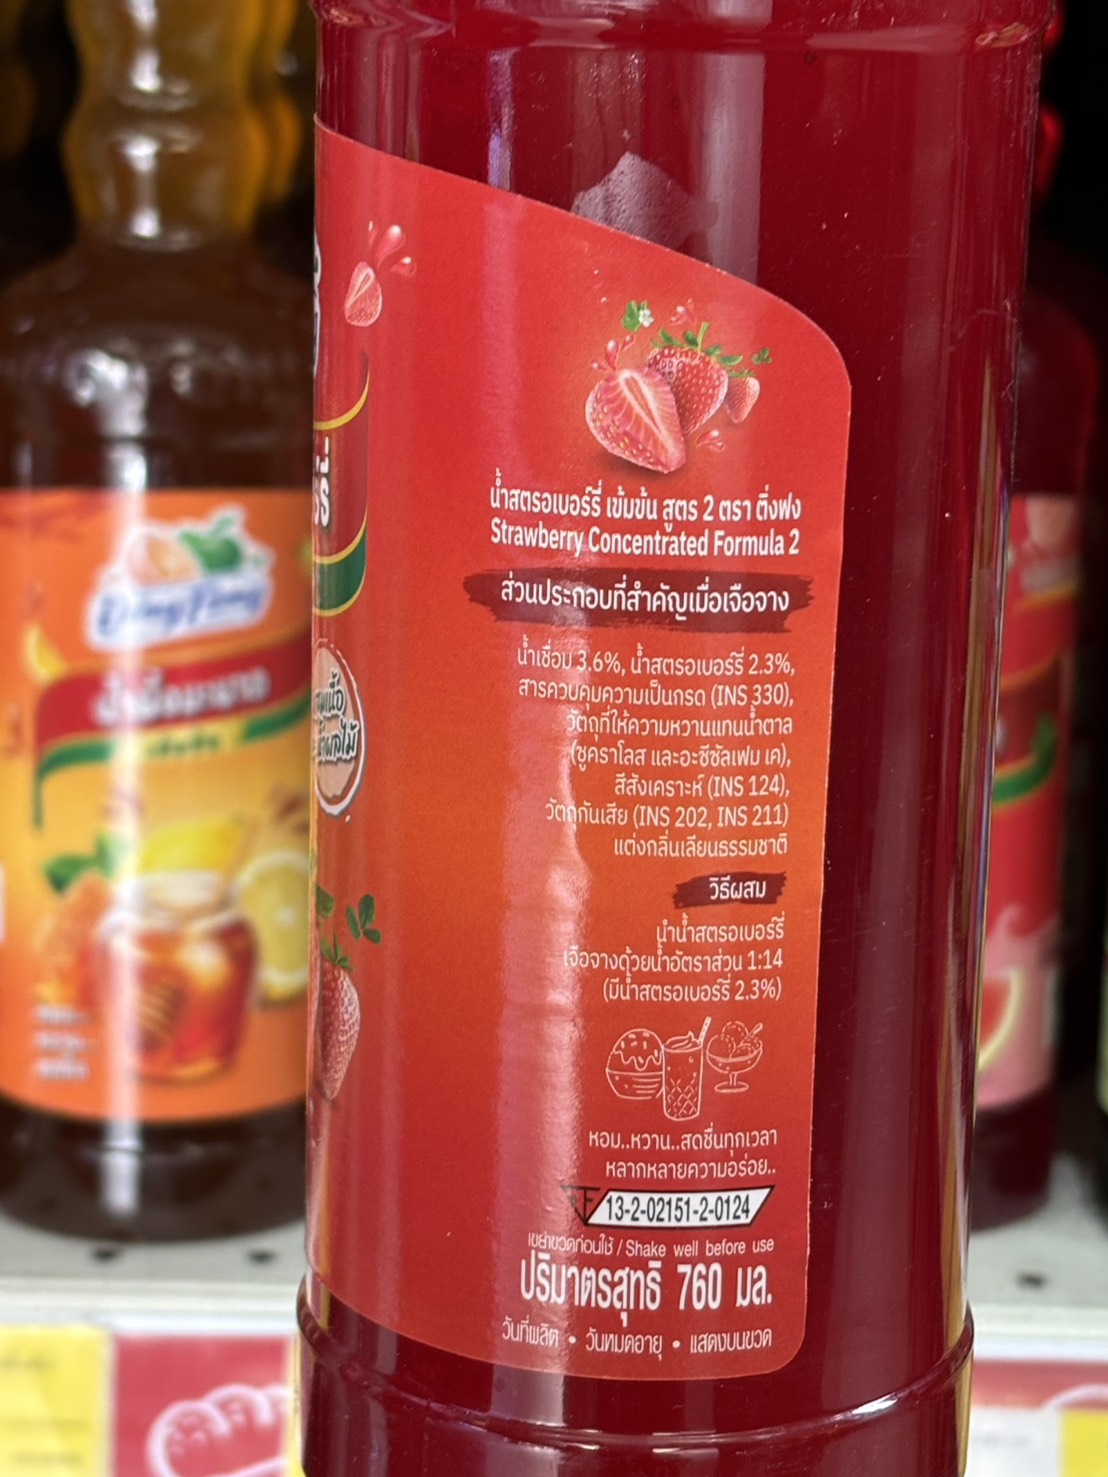 น้ำสตรอเบอร์รี่ เข้มข้น สูตร 2 ตรา ติ่งฟง
Strawberry Concentrated Formula 2
ส่วนประกอบที่สำคัญเมื่อเจือจาง
น้ำเชื่อม 3.6%, น้ำสตรอเบอร์รี่ 2.3%,
สารควบคุมความเป็นกรด (INS 330),
วัตถุที่ให้ความหวานแทนน้ำตาล
(ซูคราโลส และอะซีซัลเฟม เค),
สีสังเคราะห์ (INS 124),
วัตถุกันเสีย (INS 202, INS 211)
แต่งกลิ่นเลียนธรรมชาติ
วิธีผสม
นำน้ำสตรอเบอร์รี่
เจือจางด้วยน้ำอัตราส่วน 1:14
(มีน้ำสตรอเบอร์รี่ 2.3%)
หอม..หวาน..สดชื่นทุกเวลา
หลากหลายความอร่อย..
13-2-02151-2-0124
เขย่าขวดก่อนใช้ / Shake well before use
ปริมาตรสุทธิ 760 มล.
วันที่ผลิต • วันหมดอายุ • แสดงบนขวด
DingFong